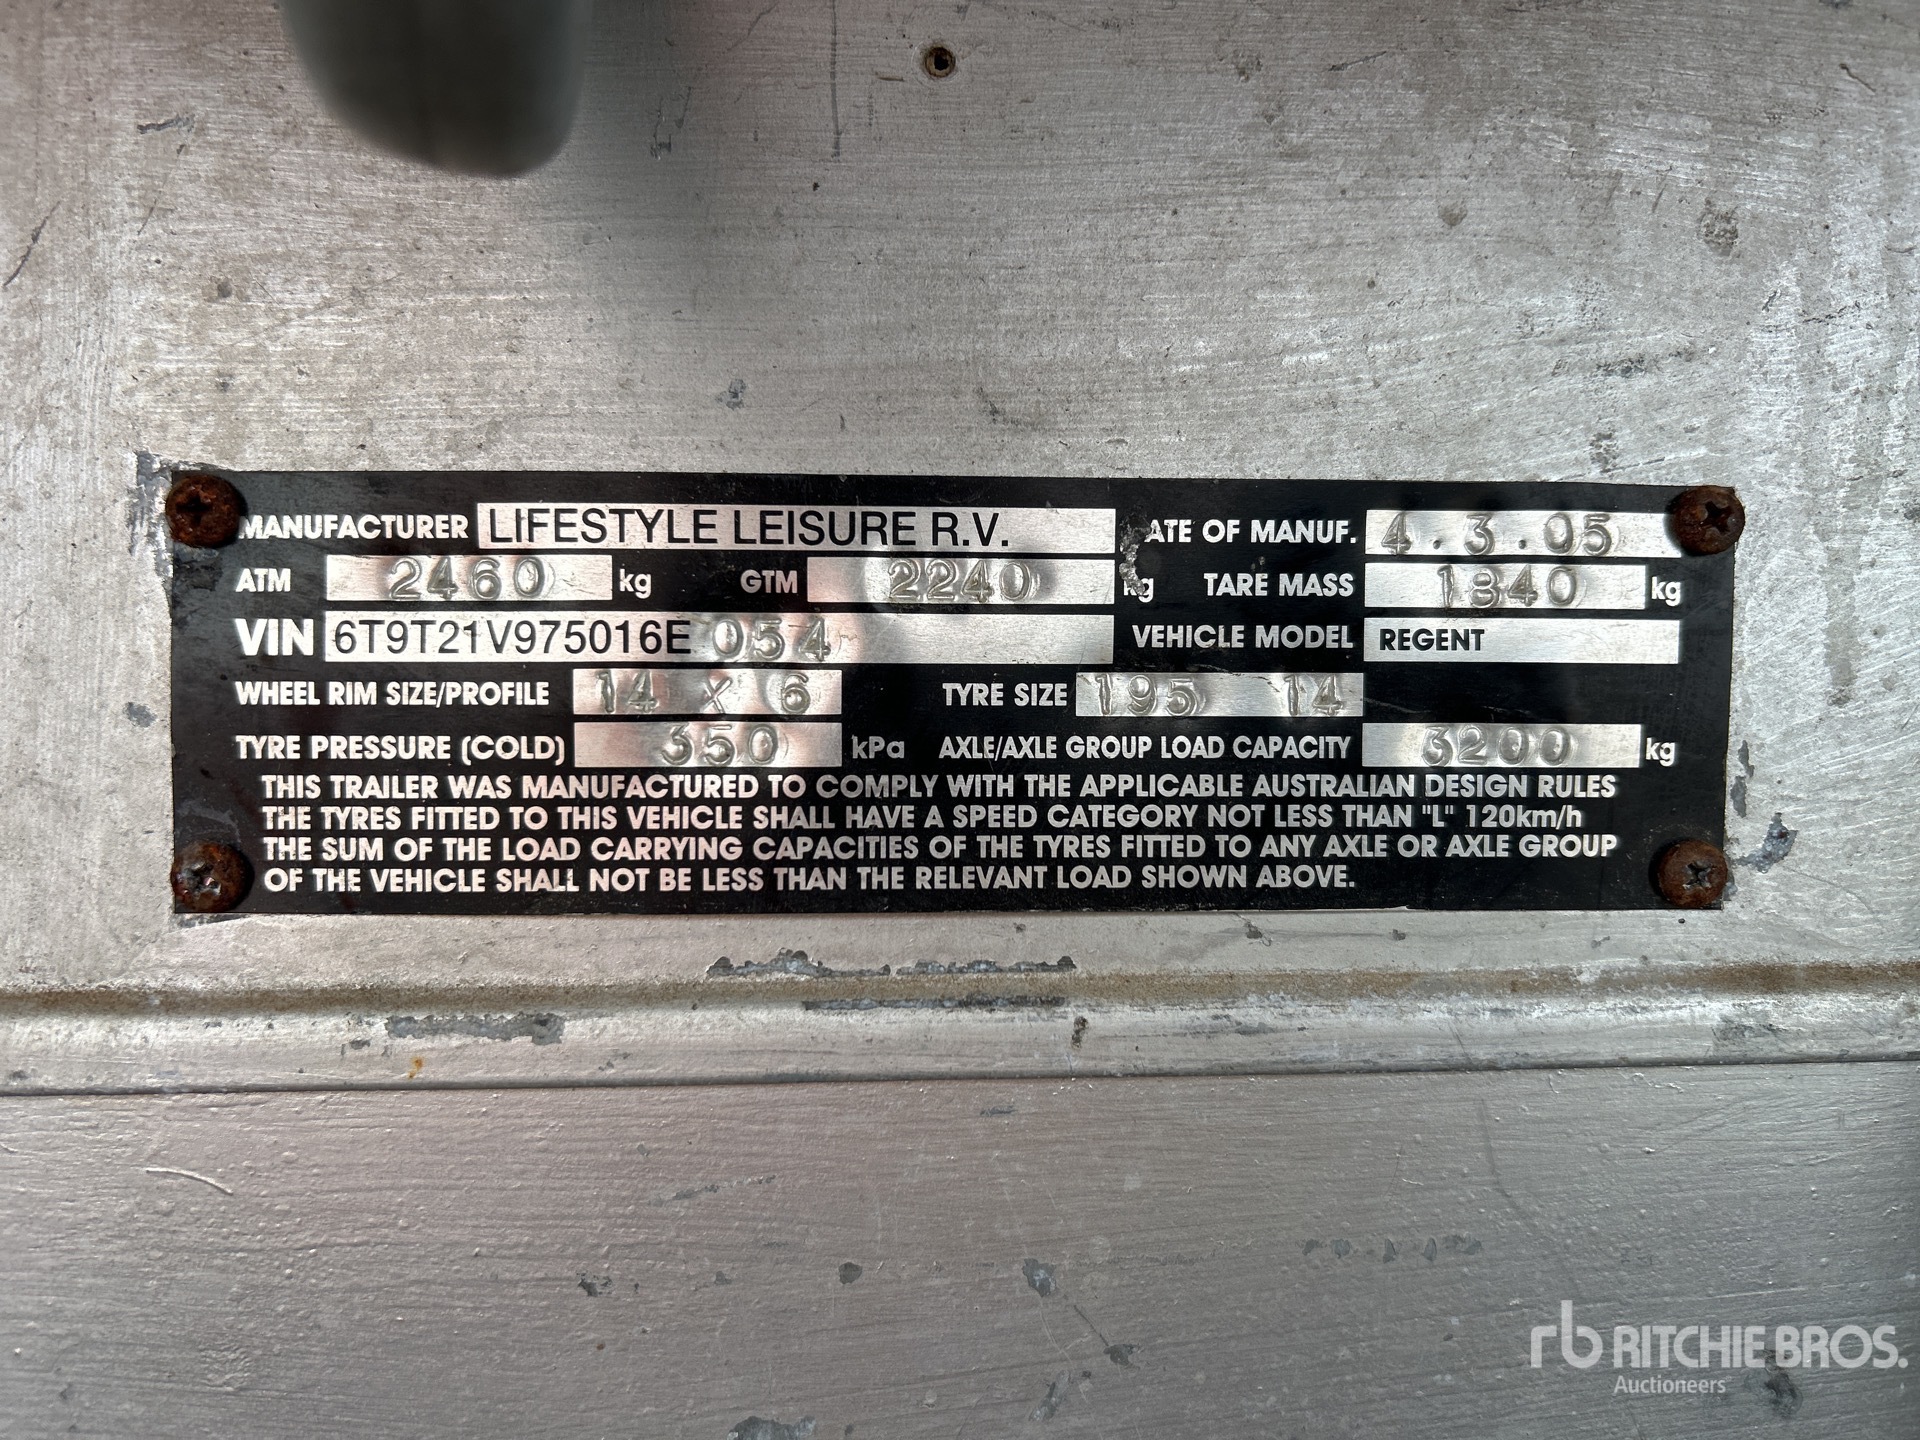 MANUFACTURER LIFESTYLE LEISURE R.V. ATE OF MANUF. 4.3.05
ATM 2460 kg GTM 2240 kg TARE MASS 1840 kg
VIN 6T9T21V975016E054 VEHICLE MODEL REGENT
WHEEL RIM SIZE/PROFILE 14 x 6 TYRE SIZE 195 14
TYRE PRESSURE (COLD) 350 kPa AXLE/AXLE GROUP LOAD CAPACITY 3200 kg
THIS TRAILER WAS MANUFACTURED TO COMPLY WITH THE APPLICABLE AUSTRALIAN DESIGN RULES
THE TYRES FITTED TO THIS VEHICLE SHALL HAVE A SPEED CATEGORY NOT LESS THAN "L" 120km/h
THE SUM OF THE LOAD CARRYING CAPACITIES OF THE TYRES FITTED TO ANY AXLE OR AXLE GROUP
OF THE VEHICLE SHALL NOT BE LESS THAN THE RELEVANT LOAD SHOWN ABOVE.
rb RITCHIE BROS.
Auctioneers